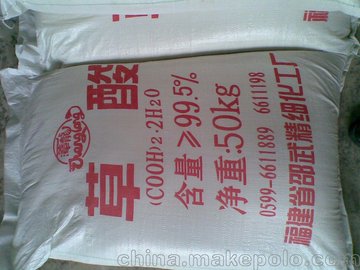 草酸
(COOH)₂·2H₂O
含量≥99.5%
净重:50kg
0599-6611889 6611198
福建省邵武精细化工厂
china.makepolo.com